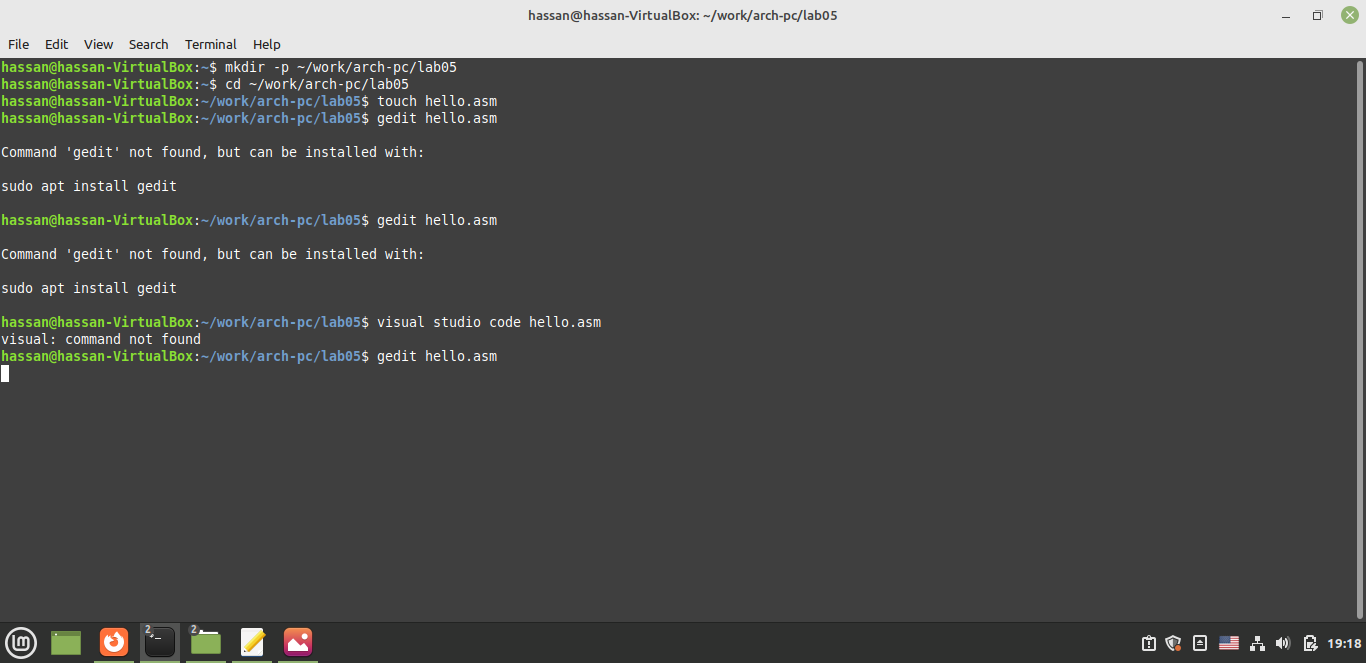 hassan@hassan-VirtualBox: ~/work/arch-pc/lab05
File Edit View Search Terminal Help
hassan@hassan-VirtualBox:~$ mkdir -p ~/work/arch-pc/lab05
hassan@hassan-VirtualBox:~$ cd ~/work/arch-pc/lab05
hassan@hassan-VirtualBox:~/work/arch-pc/lab05$ touch hello.asm
hassan@hassan-VirtualBox:~/work/arch-pc/lab05$ gedit hello.asm
Command 'gedit' not found, but can be installed with:
sudo apt install gedit
hassan@hassan-VirtualBox:~/work/arch-pc/lab05$ gedit hello.asm
Command 'gedit' not found, but can be installed with:
sudo apt install gedit
hassan@hassan-VirtualBox:~/work/arch-pc/lab05$ visual studio code hello.asm
visual: command not found
hassan@hassan-VirtualBox:~/work/arch-pc/lab05$ gedit hello.asm
2 2 19:18